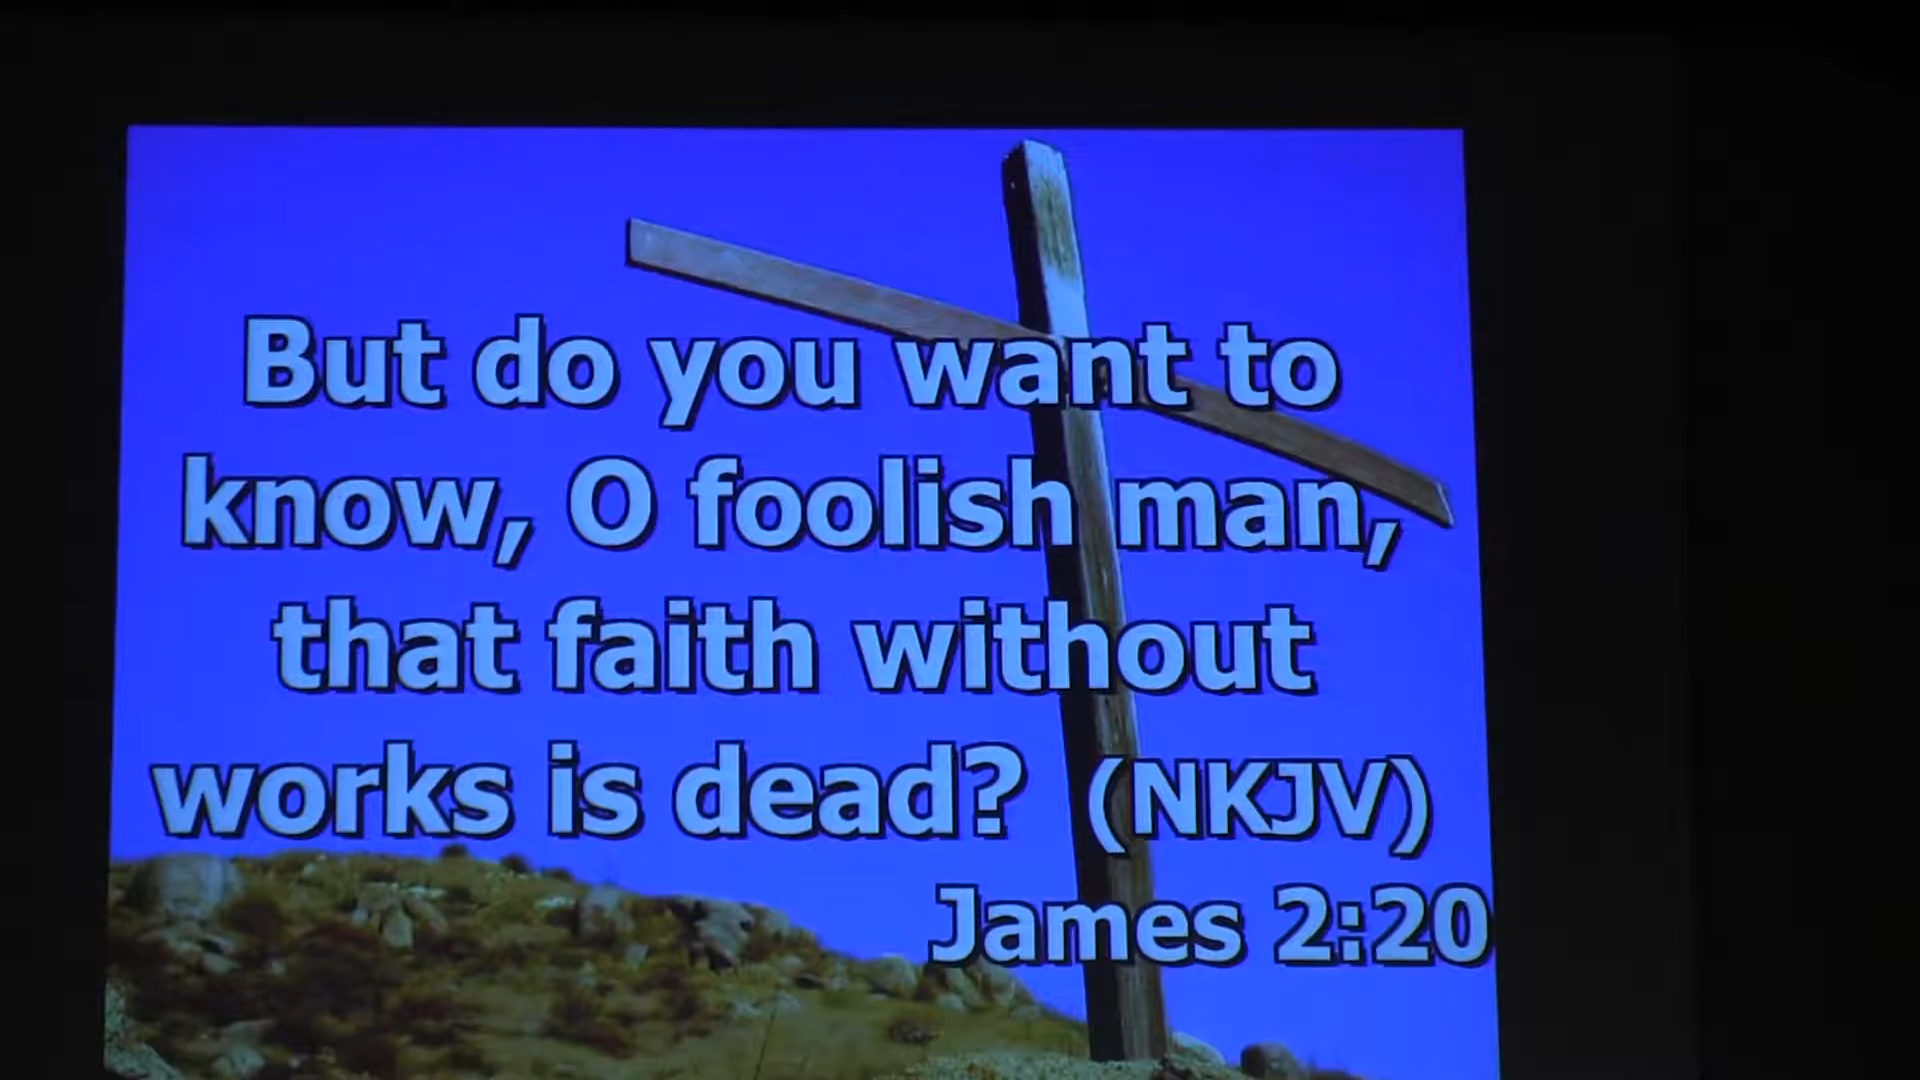 But do you want to
know, O foolish man,
that faith without
works is dead? (NKJV)
James 2:20